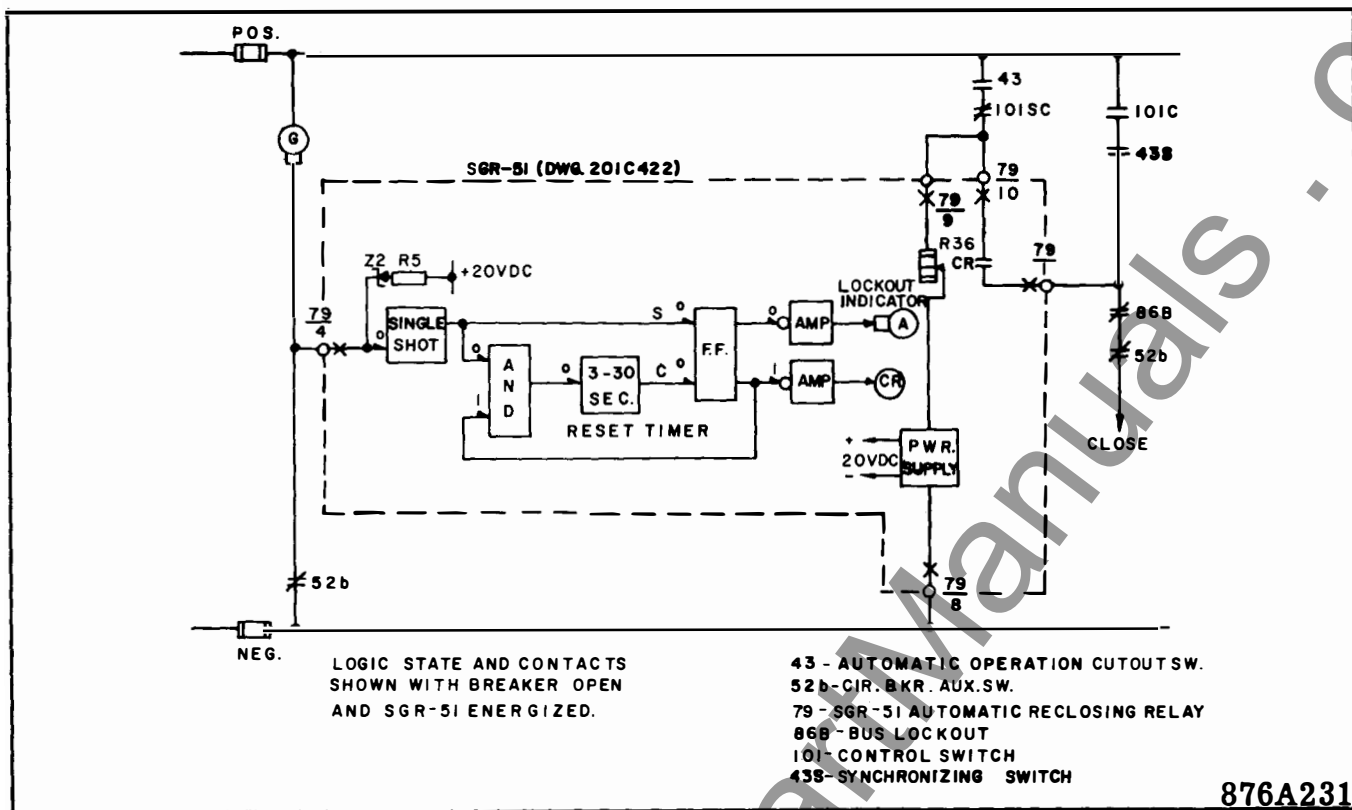 POS.
43
101SC
101C
43S
G
SGR-51 (DWG. 201C422)
79
10
79
9
R36
CR
79
Z2 R5
+20VDC
LOCKOUT
INDICATOR
79
4
O
SINGLE
SHOT
S O
F.F.
O
AMP
A
86B
52b
O
A
N
D
I
O
3-30
SEC.
C O
I
AMP
CR
RESET TIMER
CLOSE
+
20VDC
-
PWR.
SUPPLY
52b
79
8
NEG.
LOGIC STATE AND CONTACTS
SHOWN WITH BREAKER OPEN
AND SGR-51 ENERGIZED.
43 - AUTOMATIC OPERATION CUTOUT SW.
52b-CIR. BKR. AUX. SW.
79 - SGR-51 AUTOMATIC RECLOSING RELAY
86B - BUS LOCKOUT
101 - CONTROL SWITCH
43S- SYNCHRONIZING SWITCH
876A231